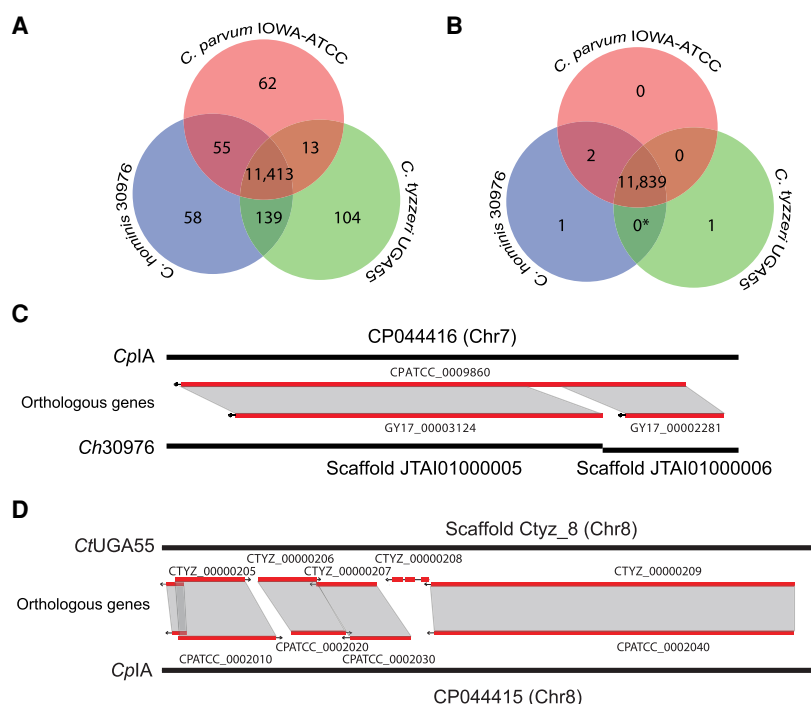 A
C. parvum IOWA-ATCC
62
55
13
11,413
58
139
104
C. hominis 30976
C. tyzzeri UGA55
B
C. parvum IOWA-ATCC
0
2
0
11,839
1
0*
1
C. hominis 30976
C. tyzzeri UGA55
C
CP044416 (Chr7)
CpIA
CPATCC_0009860
Orthologous genes
GY17_00003124
GY17_00002281
Ch30976
Scaffold JTAI01000005
Scaffold JTAI01000006
D
Scaffold Ctyz_8 (Chr8)
CtUGA55
CTYZ_00000206
CTYZ_00000208
CTYZ_00000205
CTYZ_00000207
CTYZ_00000209
Orthologous genes
CPATCC_0002020
CPATCC_0002040
CPATCC_0002010
CPATCC_0002030
CpIA
CP044415 (Chr8)